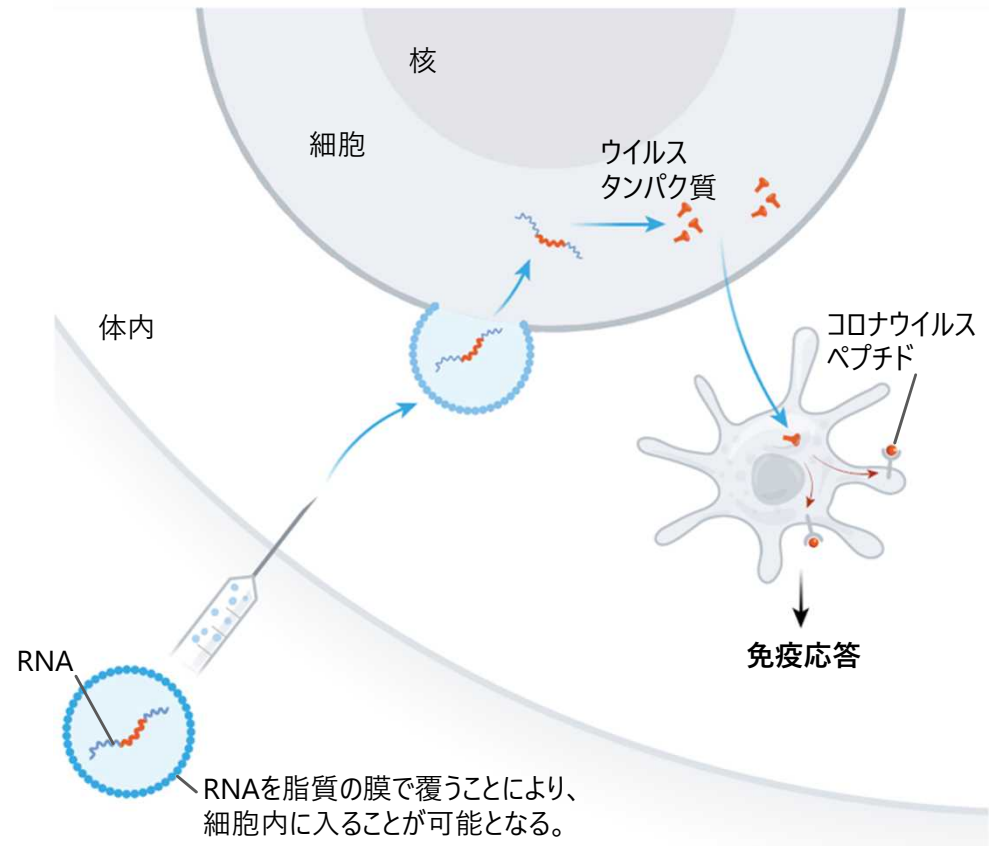 核
細胞
ウイルス
タンパク質
体内
コロナウイルス
ペプチド
免疫応答
RNA
RNAを脂質の膜で覆うことにより、
細胞内に入ることが可能となる。